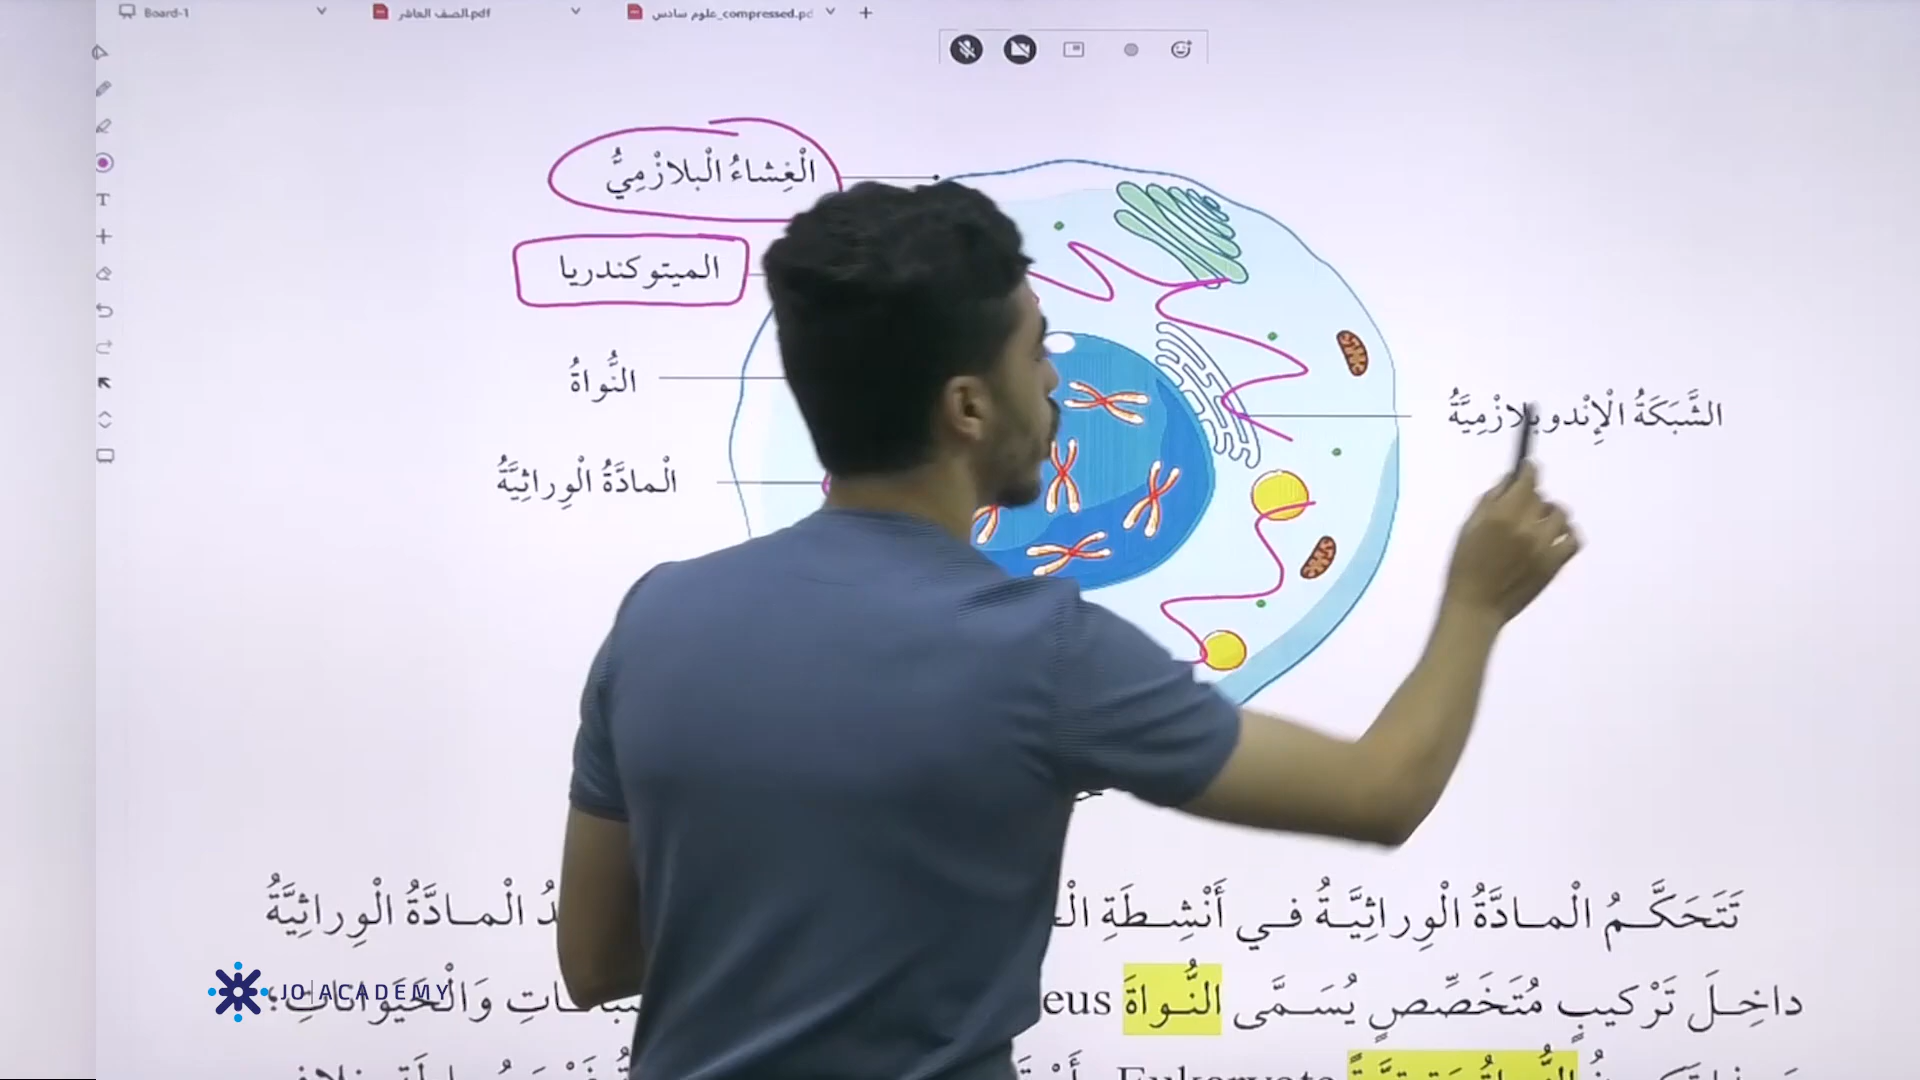 Board-1
الصف العاشر.pdf
علوم سادس_compressed.pd
الْغِشاءُ الْبلازْمِيُّ
الميتوكندريا
النُّواةُ
الْمادَّةُ الْوِراثِيَّةُ
الشَّبَكَةُ الْإِنْدوبلازْمِيَّةُ
تَتَحَكَّمُ الْمادَّةُ الْوِراثِيَّةُ في أَنْشِطَةِ الْمادَّةُ الْوِراثِيَّةُ
داخِلَ تَرْكيبٍ مُتَخَصِّصٍ يُسَمَّى النُّواةَ eus وَالْحَيَواناتِ؛
Eukaryote
JO ACADEMY